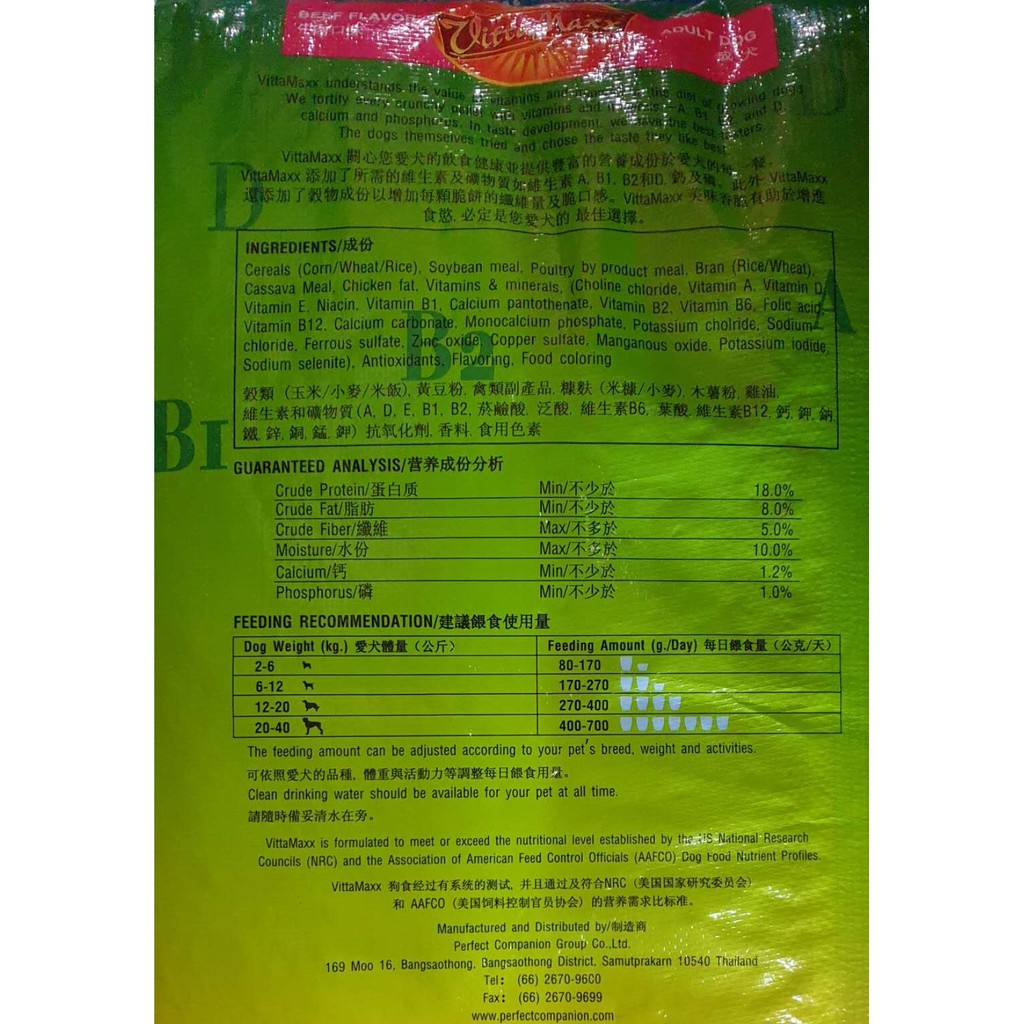 BEEF FLAVOR
VittaMaxx
ADULT DOG
VittaMaxx understands the value of vitamins and the diet of growing dogs
We fortify every crunchy pellet with vitamins and A, B1, and D,
calcium and phosphorus. In taste development, we have the best tasters
The dogs themselves tried and chose the taste they like best
VittaMaxx 關心您愛犬的飲食健康並提供豐富的營養成份於愛犬的每一餐。
VittaMaxx 添加了所需的維生素及礦物質如維生素 A, B1, B2和D, 鈣及磷。此外 VittaMaxx
還添加了穀物成份以增加每顆脆餅的纖維量及脆口感。VittaMaxx 美味香脆有助於增進
食慾, 必定是您愛犬的 最佳選擇。
D
A
B2
B1
INGREDIENTS/成份
Cereals (Corn/Wheat/Rice), Soybean meal, Poultry by product meal, Bran (Rice/Wheat),
Cassava Meal, Chicken fat, Vitamins & minerals, (Choline chloride, Vitamin A, Vitamin D,
Vitamin E, Niacin, Vitamin B1, Calcium pantothenate, Vitamin B2, Vitamin B6, Folic acid,
Vitamin B12, Calcium carbonate, Monocalcium phosphate, Potassium cholride, Sodium
chloride, Ferrous sulfate, Zinc oxide, Copper sulfate, Manganous oxide, Potassium iodide,
Sodium selenite), Antioxidants, Flavoring, Food coloring
穀類 (玉米/小麥/米飯), 黃豆粉, 禽類副產品, 糠麩 (米糠/小麥), 木薯粉, 雞油,
維生素和礦物質(A, D, E, B1, B2, 菸鹼酸, 泛酸, 維生素B6, 葉酸, 維生素B12, 鈣, 鉀, 鈉,
鐵, 鋅, 銅, 錳, 鉀) 抗氧化劑, 香料, 食用色素
GUARANTEED ANALYSIS/营养成份分析
Crude Protein/蛋白质 Min/不少於 18.0%
Crude Fat/脂肪 Min/不少於 8.0%
Crude Fiber/纖維 Max/不多於 5.0%
Moisture/水份 Max/不多於 10.0%
Calcium/钙 Min/不少於 1.2%
Phosphorus/磷 Min/不少於 1.0%
FEEDING RECOMMENDATION/建議餵食使用量
Dog Weight (kg.) 愛犬體量 (公斤) Feeding Amount (g./Day) 每日餵食量 (公克/天)
2-6 80-170
6-12 170-270
12-20 270-400
20-40 400-700
The feeding amount can be adjusted according to your pet's breed, weight and activities.
可依照愛犬的品種, 體重與活動力等調整每日餵食用量。
Clean drinking water should be available for your pet at all time.
請隨時備妥清水在旁。
VittaMaxx is formulated to meet or exceed the nutritional level established by the US National Research
Councils (NRC) and the Association of American Feed Control Officials (AAFCO) Dog Food Nutrient Profiles.
VittaMaxx 狗食经过有系统的测试, 并且通过及符合NRC (美国国家研究委员会)
和 AAFCO (美国饲料控制官员协会) 的营养需求比标准。
Manufactured and Distributed by/制造商
Perfect Companion Group Co.,Ltd.
169 Moo 16, Bangsaothong, Bangsaothong District, Samutprakarn 10540 Thailand
Tel: (66) 2670-9600
Fax: (66) 2670-9699
www.perfectcompanion.com